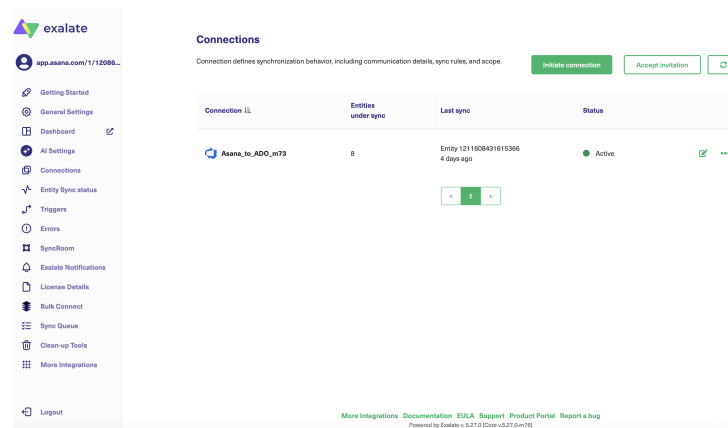 exalate
app.asana.com/1/12086...
Getting Started
General Settings
Dashboard
AI Settings
Connections
Entity Sync status
Triggers
Errors
SyncRoom
Exalate Notifications
License Details
Bulk Connect
Sync Queue
Clean-up Tools
More Integrations
Logout
Connections
Connection defines synchronization behavior, including communication details, sync rules, and scope.
Initiate connection
Accept invitation
Connection
Entities
under sync
Last sync
Status
Asana_to_ADO_m73
8
Entity 1211608431615366
4 days ago
Active
< 1 >
More Integrations Documentation EULA Support Product Portal Report a bug
Powered by Exalate v. 5.27.0 (Core v.5.27.0-m76)